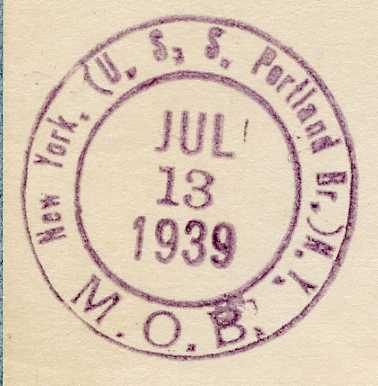 New York, (U. S. S. Portland Br.) N. Y.
JUL
13
1939
M. O. B.